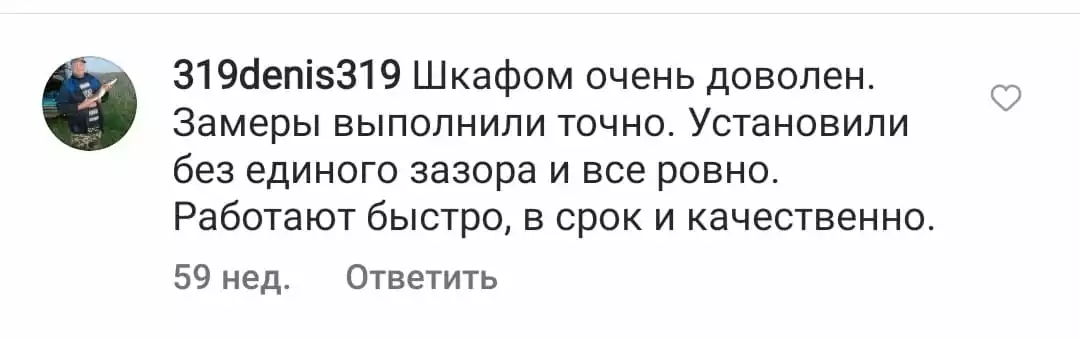 319denis319 Шкафом очень доволен.
Замеры выполнили точно. Установили
без единого зазора и все ровно.
Работают быстро, в срок и качественно.
59 нед. Ответить